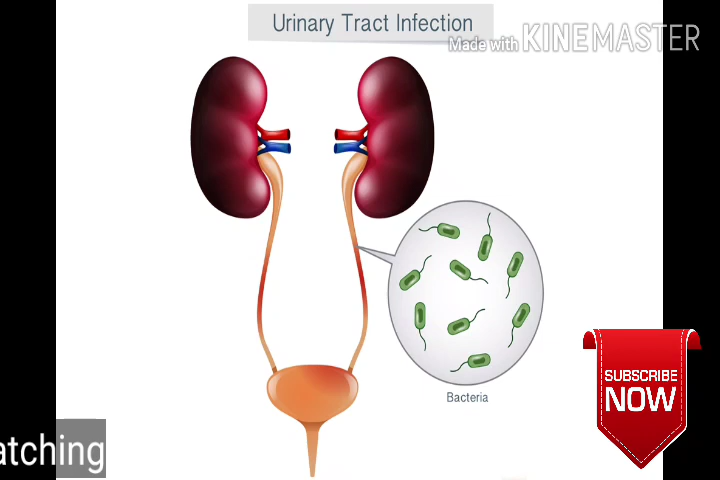 Urinary Tract Infection
Made with KINEMASTER
Bacteria
SUBSCRIBE
NOW
atching